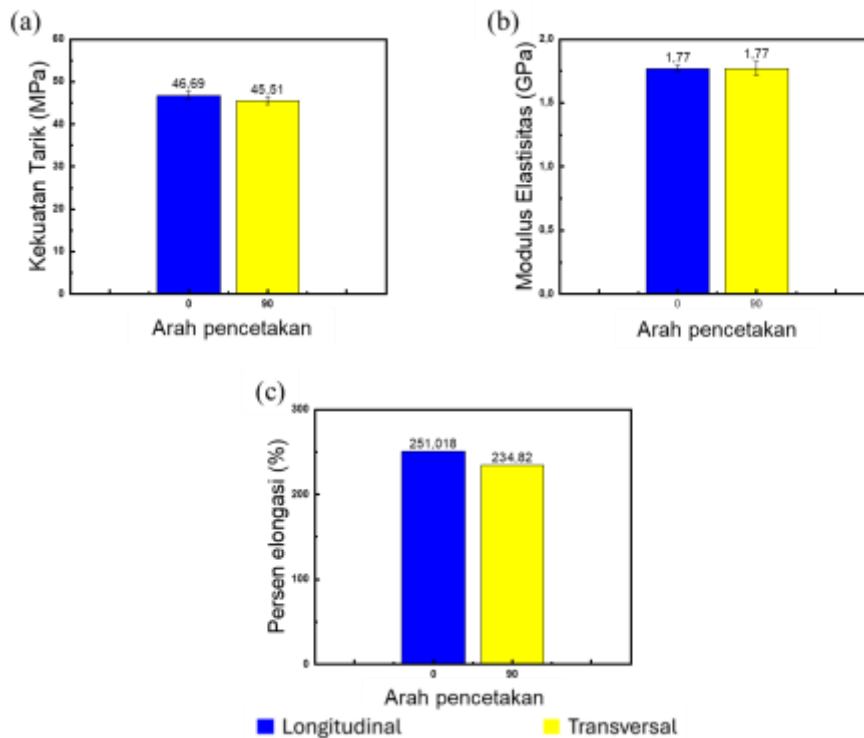 (a)
60
50
40
30
20
10
0
Kekuatan Tarik (MPa)
46,69
45,51
0
90
Arah pencetakan
(b)
2,0
1,5
1,0
0,5
0,0
Modulus Elastisitas (GPa)
1,77
1,77
0
90
Arah pencetakan
(c)
300
200
100
0
Persen elongasi (%)
251,018
234,82
0
90
Arah pencetakan
Longitudinal
Transversal